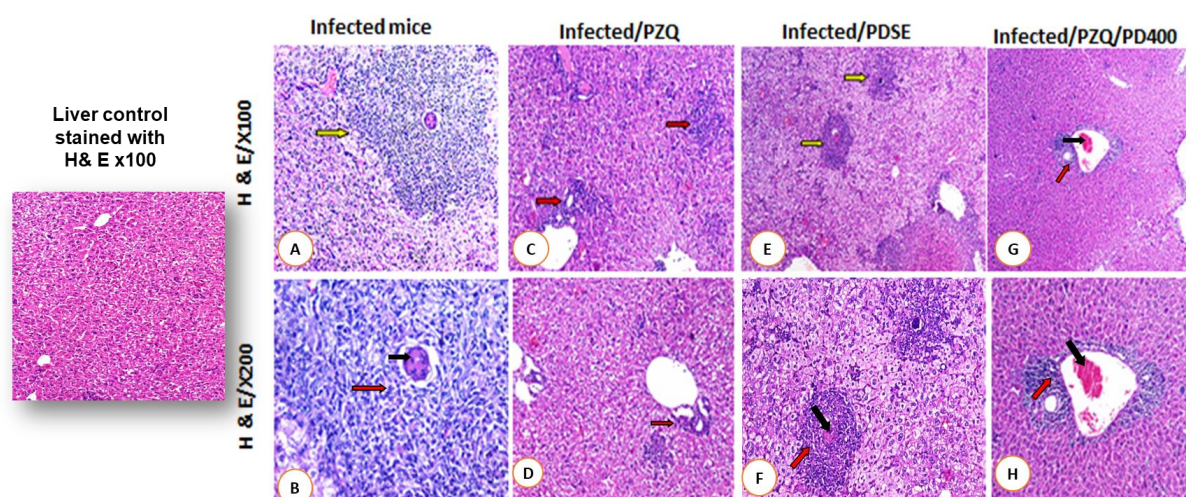 Infected mice
Infected/PZQ
Infected/PDSE
Infected/PZQ/PD400
Liver control
stained with
H& E x100
H & E/X100
A
C
E
G
H & E/X200
B
D
F
H